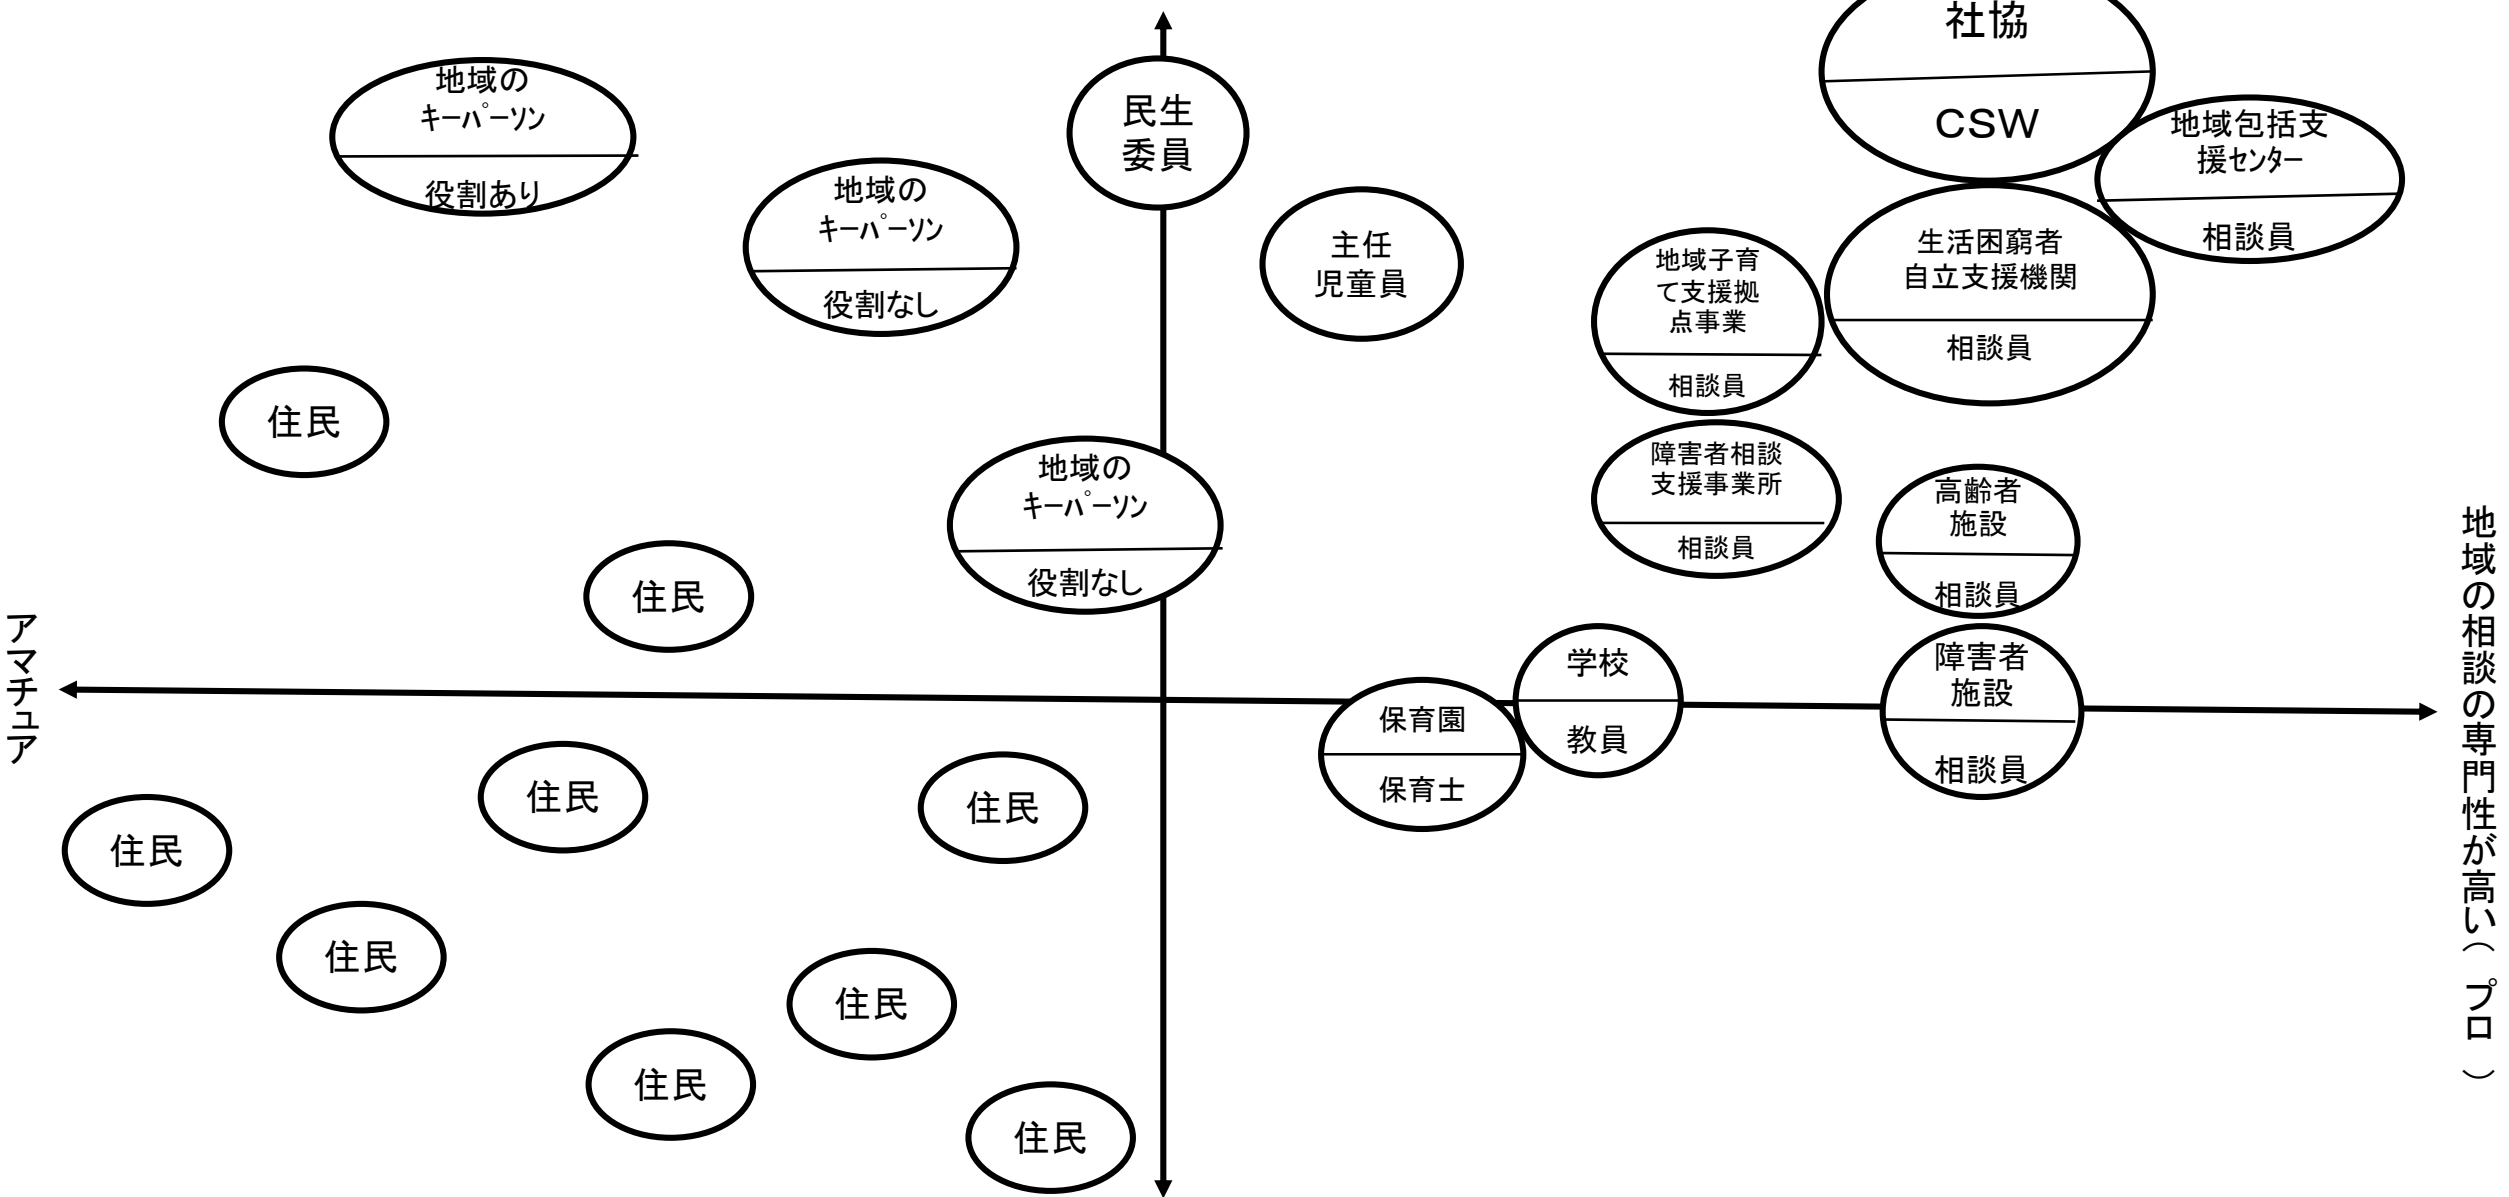 社協
CSW
地域の
ｷｰﾊﾟｰｿﾝ
役割あり
民生
委員
地域包括支
援ｾﾝﾀｰ
相談員
地域の
ｷｰﾊﾟｰｿﾝ
役割なし
主任
児童員
地域子育
て支援拠
点事業
相談員
生活困窮者
自立支援機関
相談員
住民
地域の
ｷｰﾊﾟｰｿﾝ
役割なし
障害者相談
支援事業所
相談員
高齢者
施設
相談員
住民
アマチュア
地域の相談の専門性が高い（プロ）
学校
教員
障害者
施設
相談員
保育園
保育士
住民
住民
住民
住民
住民
住民
住民